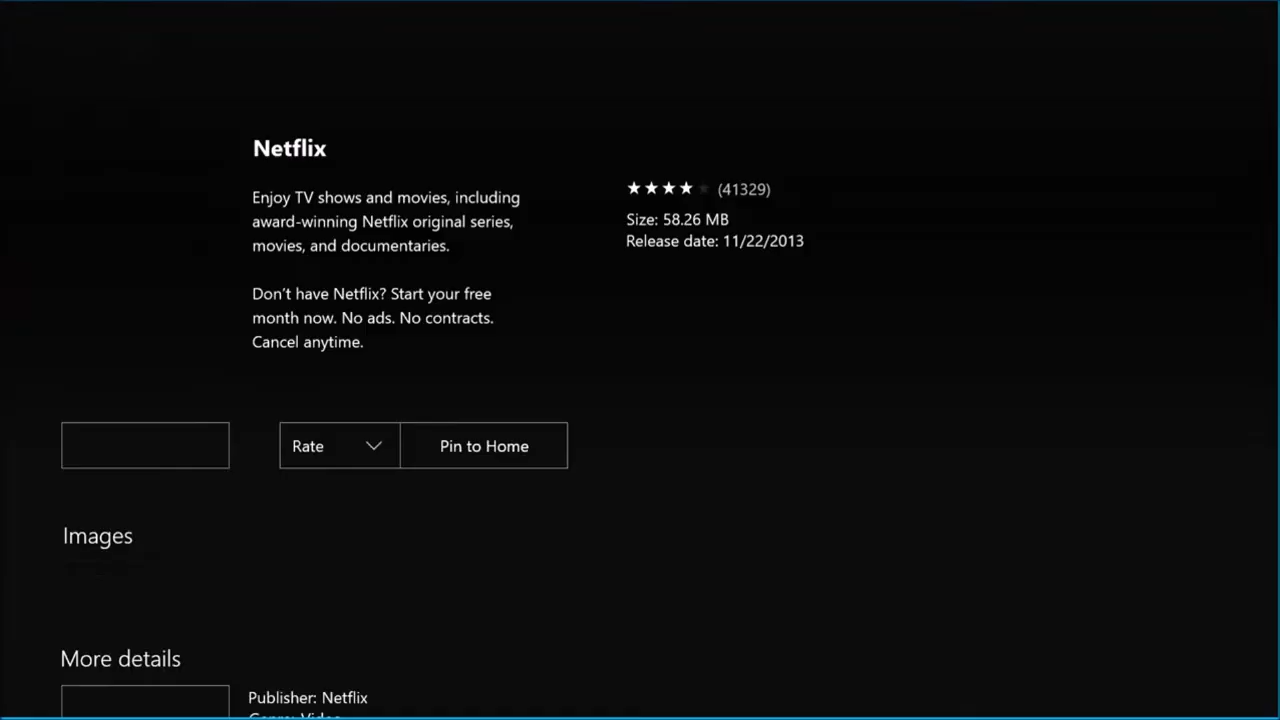 Netflix
Enjoy TV shows and movies, including
award-winning Netflix original series,
movies, and documentaries.
Don't have Netflix? Start your free
month now. No ads. No contracts.
Cancel anytime.
(41329)
Size: 58.26 MB
Release date: 11/22/2013
Rate
Pin to Home
Images
More details
Publisher: Netflix
Genre: Video